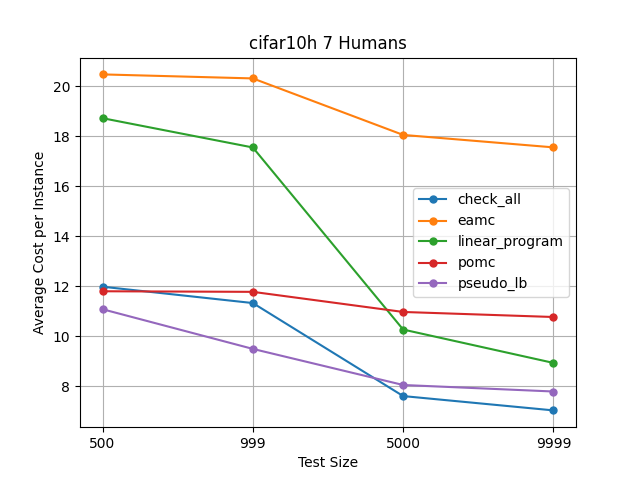 cifar10h 7 Humans
Average Cost per Instance
20
18
16
14
12
10
8
check_all
eamc
linear_program
pomc
pseudo_lb
500
999
5000
9999
Test Size